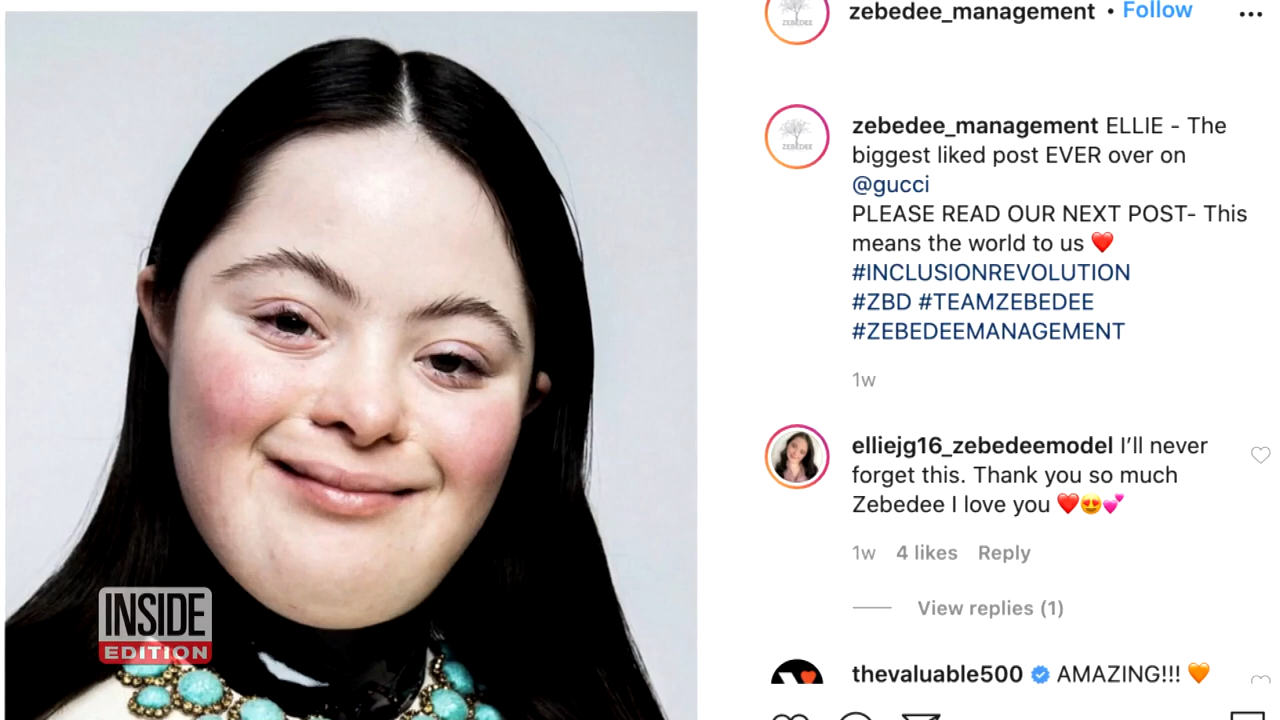 zebedee_management • Follow
zebedee_management ELLIE - The
biggest liked post EVER over on
@gucci
PLEASE READ OUR NEXT POST- This
means the world to us ❤️
#INCLUSIONREVOLUTION
#ZBD #TEAMZEBEDEE
#ZEBEDEEMANAGEMENT
1w
elliejg16_zebedeemodel I’ll never
forget this. Thank you so much
Zebedee I love you ❤️😍💕
1w 4 likes Reply
View replies (1)
thevaluable500 AMAZING!!! 🧡
INSIDE
EDITION
ZEBEDEE
ZEBEDEE